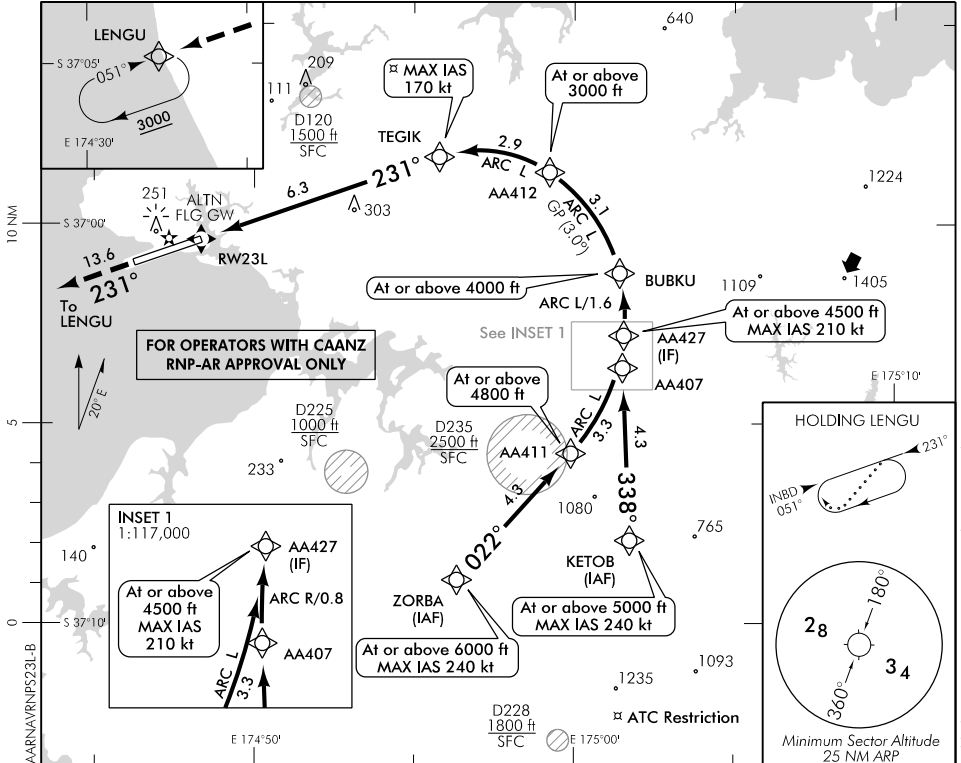 LENGU
S 37°05'
051°
3000
E 174°30'
209
111
D120
1500 ft
SFC
¤ MAX IAS
170 kt
TEGIK
At or above
3000 ft
640
2.9
ARC L
AA412
231°
6.3
3.1
ARC L
GP (3.0°)
1224
251
ALTN
FLG GW
303
10 NM
S 37°00'
RW23L
13.6
231°
To
LENGU
At or above 4000 ft
BUBKU
1109
1405
ARC L/1.6
See INSET 1
At or above 4500 ft
MAX IAS 210 kt
AA427
(IF)
AA407
FOR OPERATORS WITH CAANZ
RNP-AR APPROVAL ONLY
20° E
At or above
4800 ft
E 175°10'
D225
1000 ft
SFC
D235
2500 ft
SFC
ARC L
3.3
AA411
5
233
4.3
4.3
338°
1080
022°
HOLDING LENGU
231°
INBD
051°
INSET 1
1:117,000
AA427
(IF)
At or above
4500 ft
MAX IAS
210 kt
ARC R/0.8
AA407
ARC L
3.3
140
765
KETOB
(IAF)
ZORBA
(IAF)
At or above 5000 ft
MAX IAS 240 kt
At or above 6000 ft
MAX IAS 240 kt
0
S 37°10'
180°
28
34
360°
1093
1235
¤ ATC Restriction
D228
1800 ft
SFC
E 174°50'
E 175°00'
Minimum Sector Altitude
25 NM ARP
AARNAVRNPS23L-B